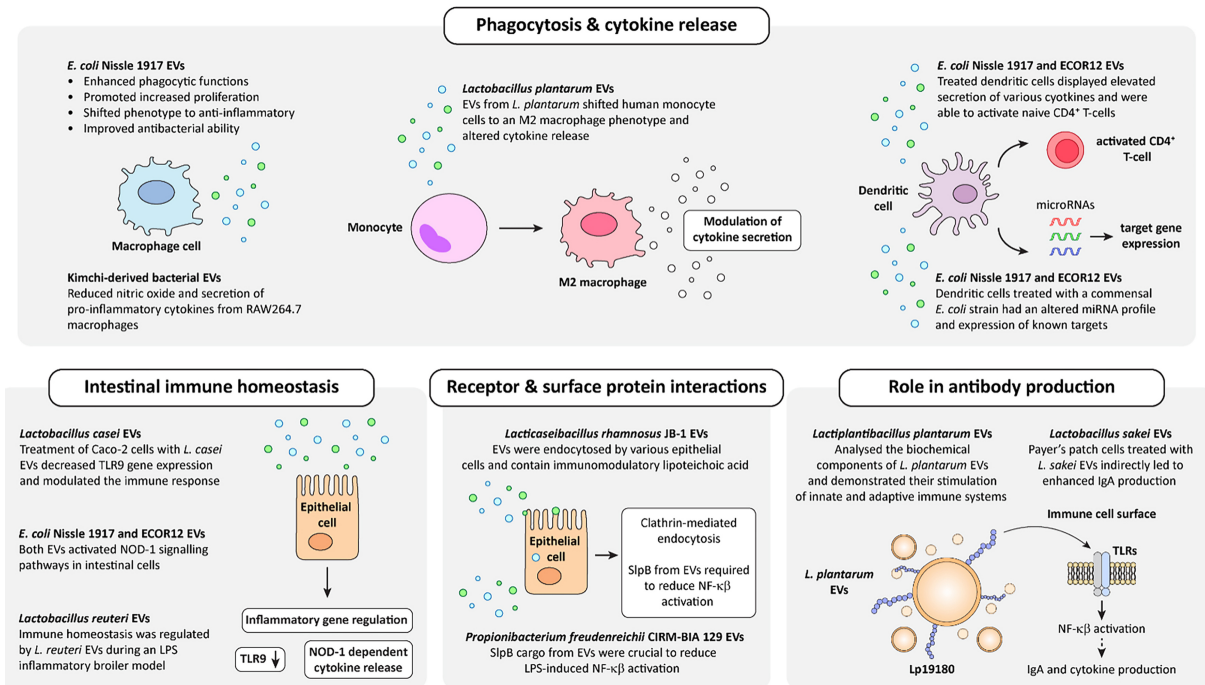 Phagocytosis & cytokine release
E. coli Nissle 1917 EVs
• Enhanced phagocytic functions
• Promoted increased proliferation
• Shifted phenotype to anti-inflammatory
• Improved antibacterial ability
Macrophage cell
Kimchi-derived bacterial EVs
Reduced nitric oxide and secretion of
pro-inflammatory cytokines from RAW264.7
macrophages
Lactobacillus plantarum EVs
EVs from L. plantarum shifted human monocyte
cells to an M2 macrophage phenotype and
altered cytokine release
Monocyte
M2 macrophage
Modulation of
cytokine secretion
E. coli Nissle 1917 and ECOR12 EVs
Treated dendritic cells displayed elevated
secretion of various cyotkines and were
able to activate naive CD4⁺ T-cells
Dendritic
cell
activated CD4⁺
T-cell
microRNAs
target gene
expression
E. coli Nissle 1917 and ECOR12 EVs
Dendritic cells treated with a commensal
E. coli strain had an altered miRNA profile
and expression of known targets
Intestinal immune homeostasis
Lactobacillus casei EVs
Treatment of Caco-2 cells with L. casei
EVs decreased TLR9 gene expression
and modulated the immune response
E. coli Nissle 1917 and ECOR12 EVs
Both EVs activated NOD-1 signalling
pathways in intestinal cells
Lactobacillus reuteri EVs
Immune homeostasis was regulated
by L. reuteri EVs during an LPS
inflammatory broiler model
Epithelial
cell
Inflammatory gene regulation
TLR9
NOD-1 dependent
cytokine release
Receptor & surface protein interactions
Lacticaseibacillus rhamnosus JB-1 EVs
EVs were endocytosed by various epithelial
cells and contain immunomodulatory lipoteichoic acid
Epithelial
cell
Clathrin-mediated
endocytosis
SlpB from EVs required
to reduce NF-κβ
activation
Propionibacterium freudenreichii CIRM-BIA 129 EVs
SlpB cargo from EVs were crucial to reduce
LPS-induced NF-κβ activation
Role in antibody production
Lactiplantibacillus plantarum EVs
Analysed the biochemical
components of L. plantarum EVs
and demonstrated their stimulation
of innate and adaptive immune systems
Lactobacillus sakei EVs
Payer's patch cells treated with
L. sakei EVs indirectly led to
enhanced IgA production
Immune cell surface
TLRs
L. plantarum
EVs
Lp19180
NF-κβ activation
IgA and cytokine production